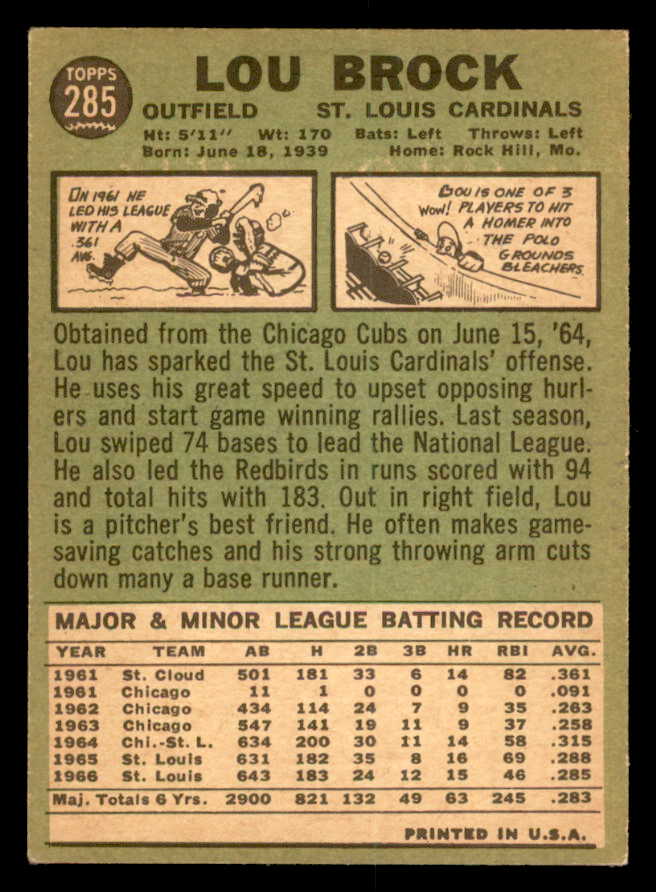 TOPPS
285
LOU BROCK
OUTFIELD ST. LOUIS CARDINALS
Ht: 5'11" Wt: 170 Bats: Left Throws: Left
Born: June 18, 1939 Home: Rock Hill, Mo.
IN 1961 HE
LED HIS LEAGUE
WITH A
.361
AVG.
LOU IS ONE OF 3
WOW! PLAYERS TO HIT
A HOMER INTO
THE POLO
GROUNDS
BLEACHERS
Obtained from the Chicago Cubs on June 15, '64,
Lou has sparked the St. Louis Cardinals' offense.
He uses his great speed to upset opposing hurl-
ers and start game winning rallies. Last season,
Lou swiped 74 bases to lead the National League.
He also led the Redbirds in runs scored with 94
and total hits with 183. Out in right field, Lou
is a pitcher's best friend. He often makes game-
saving catches and his strong throwing arm cuts
down many a base runner.
MAJOR & MINOR LEAGUE BATTING RECORD
YEAR TEAM AB H 2B 3B HR RBI AVG.
1961 St. Cloud 501 181 33 6 14 82 .361
1961 Chicago 11 1 0 0 0 0 .091
1962 Chicago 434 114 24 7 9 35 .263
1963 Chicago 547 141 19 11 9 37 .258
1964 Chi.-St. L. 634 200 30 11 14 58 .315
1965 St. Louis 631 182 35 8 16 69 .288
1966 St. Louis 643 183 24 12 15 46 .285
Maj. Totals 6 Yrs. 2900 821 132 49 63 245 .283
PRINTED IN U.S.A.